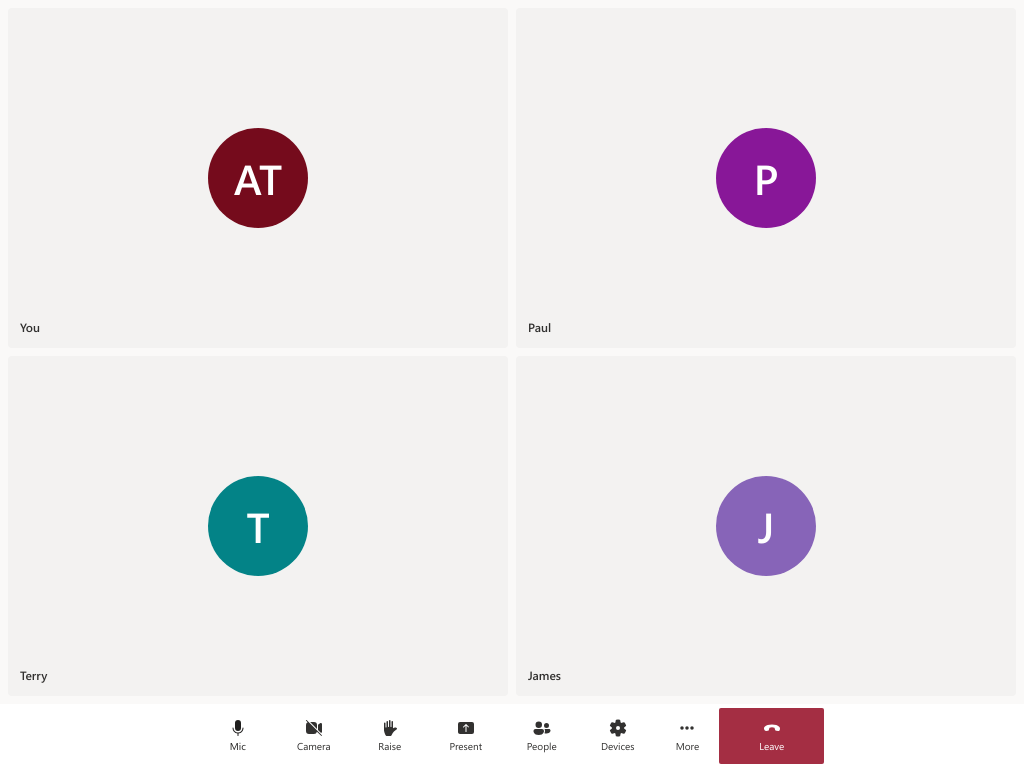 AT
You
P
Paul
T
Terry
J
James
Mic
Camera
Raise
Present
People
Devices
More
Leave